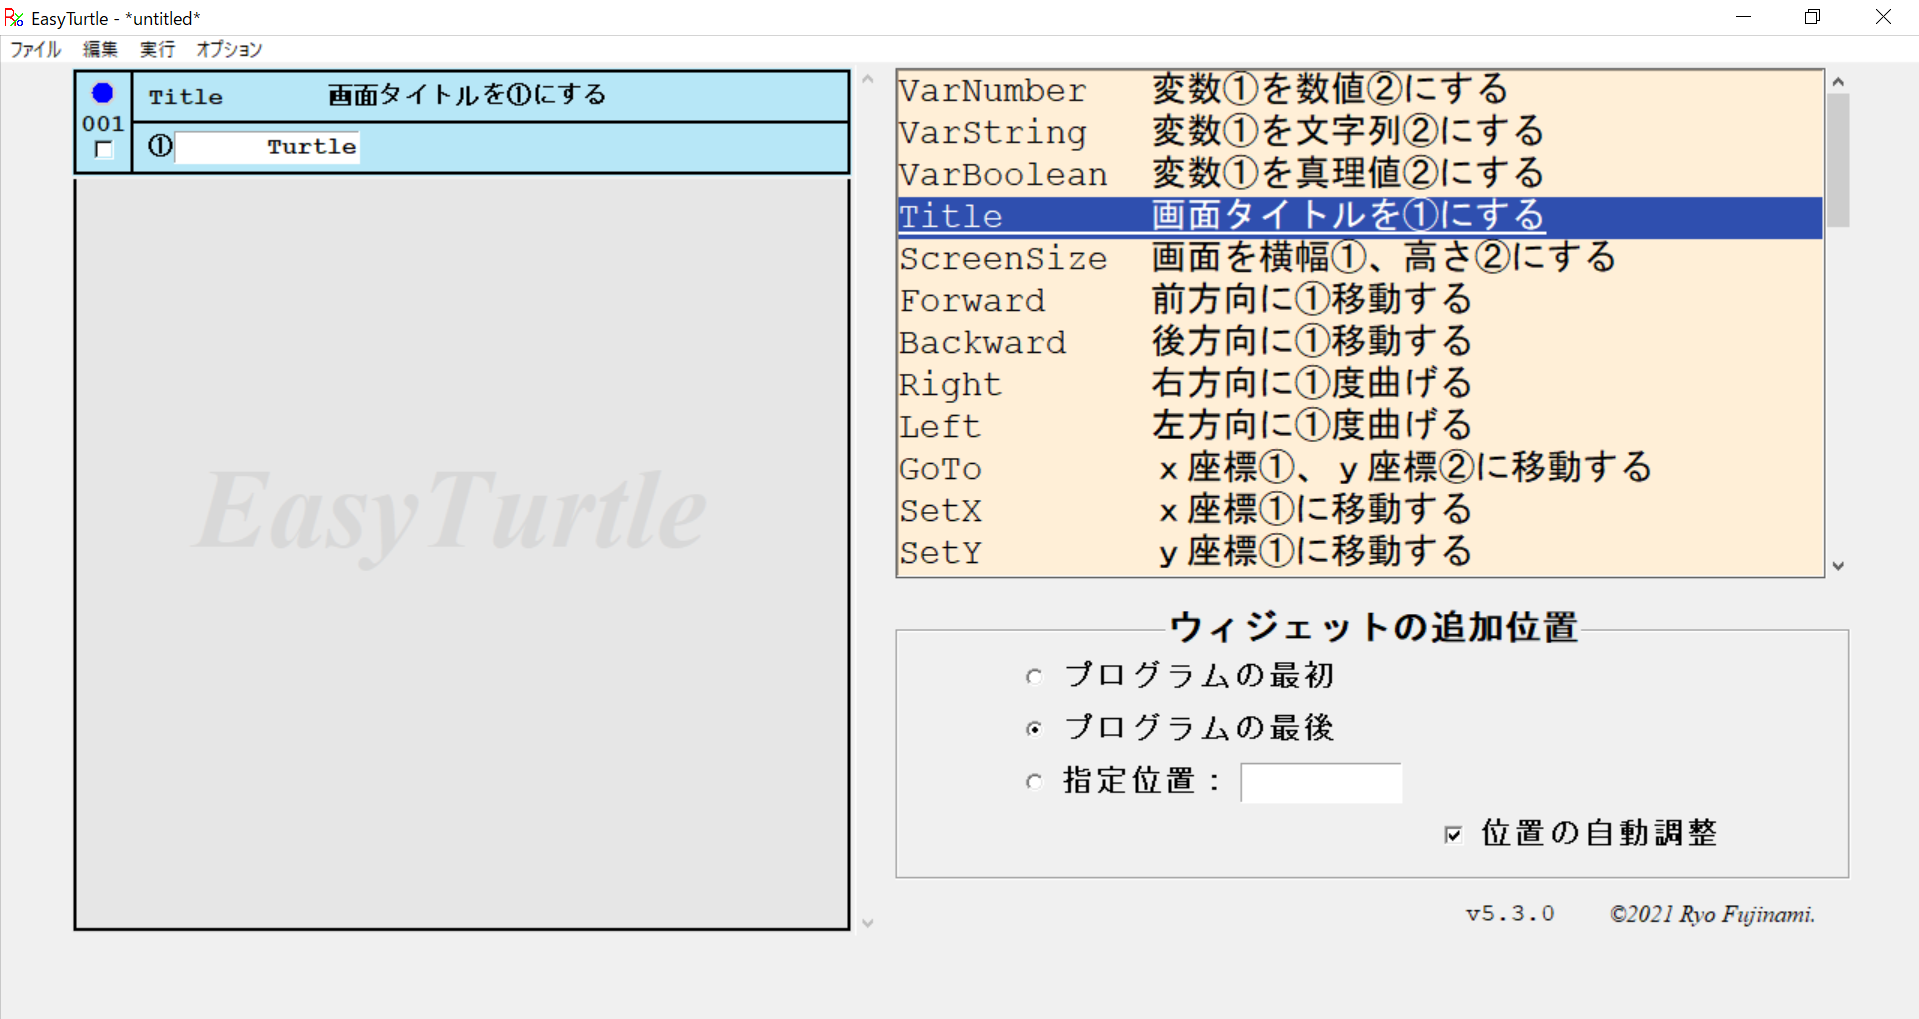 EasyTurtle - *untitled*
ファイル 編集 実行 オプション
Title 画面タイトルを①にする
001
① Turtle
EasyTurtle
VarNumber 変数①を数値②にする
VarString 変数①を文字列②にする
VarBoolean 変数①を真理値②にする
Title 画面タイトルを①にする
ScreenSize 画面を横幅①、高さ②にする
Forward 前方向に①移動する
Backward 後方向に①移動する
Right 右方向に①度曲げる
Left 左方向に①度曲げる
GoTo ｘ座標①、ｙ座標②に移動する
SetX ｘ座標①に移動する
SetY ｙ座標①に移動する
ウィジェットの追加位置
プログラムの最初
プログラムの最後
指定位置：
位置の自動調整
v5.3.0 ©2021 Ryo Fujinami.